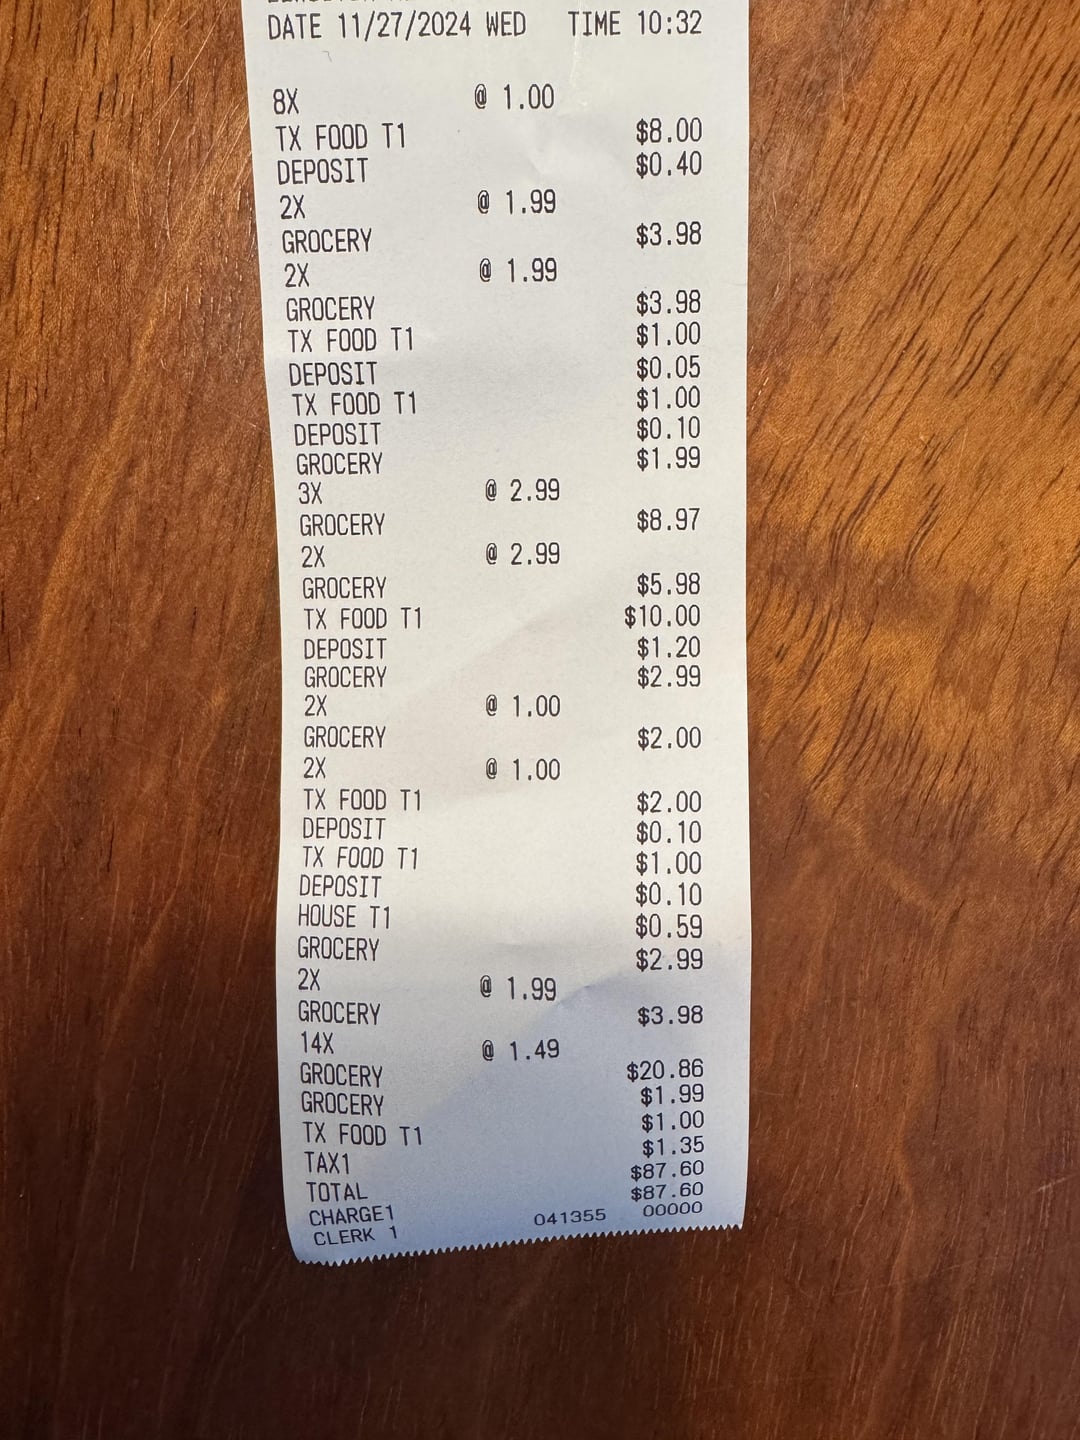 DATE 11/27/2024 WED TIME 10:32
8X @ 1.00
TX FOOD T1 $8.00
DEPOSIT $0.40
2X @ 1.99
GROCERY $3.98
2X @ 1.99
GROCERY $3.98
TX FOOD T1 $1.00
DEPOSIT $0.05
TX FOOD T1 $1.00
DEPOSIT $0.10
GROCERY $1.99
3X @ 2.99
GROCERY $8.97
2X @ 2.99
GROCERY $5.98
TX FOOD T1 $10.00
DEPOSIT $1.20
GROCERY $2.99
2X @ 1.00
GROCERY $2.00
2X @ 1.00
TX FOOD T1 $2.00
DEPOSIT $0.10
TX FOOD T1 $1.00
DEPOSIT $0.10
HOUSE T1 $0.59
GROCERY $2.99
2X @ 1.99
GROCERY $3.98
14X @ 1.49
GROCERY $20.86
GROCERY $1.99
TX FOOD T1 $1.00
TAX1 $1.35
TOTAL $87.60
CHARGE1 $87.60
CLERK 1 041355 00000